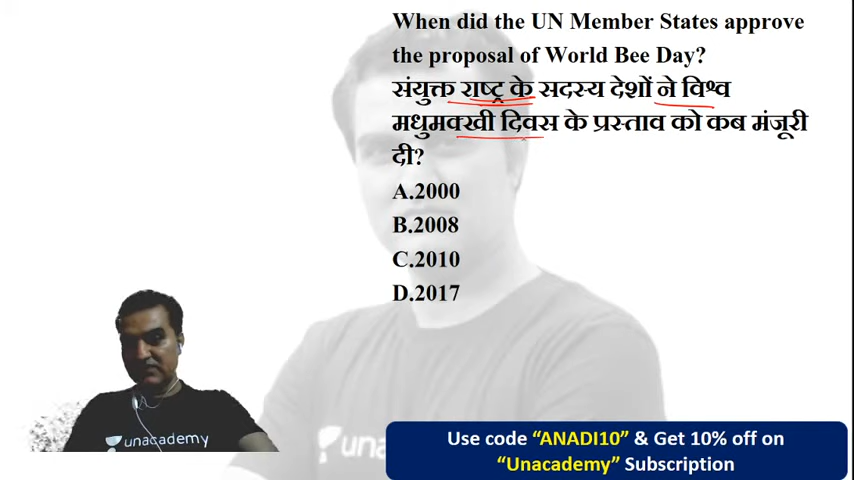 When did the UN Member States approve
the proposal of World Bee Day?
संयुक्त राष्ट्र के सदस्य देशों ने विश्व
मधुमक्खी दिवस के प्रस्ताव को कब मंजूरी
दी?
A.2000
B.2008
C.2010
D.2017
unacademy
una
Use code “ANADI10” & Get 10% off on
“Unacademy” Subscription